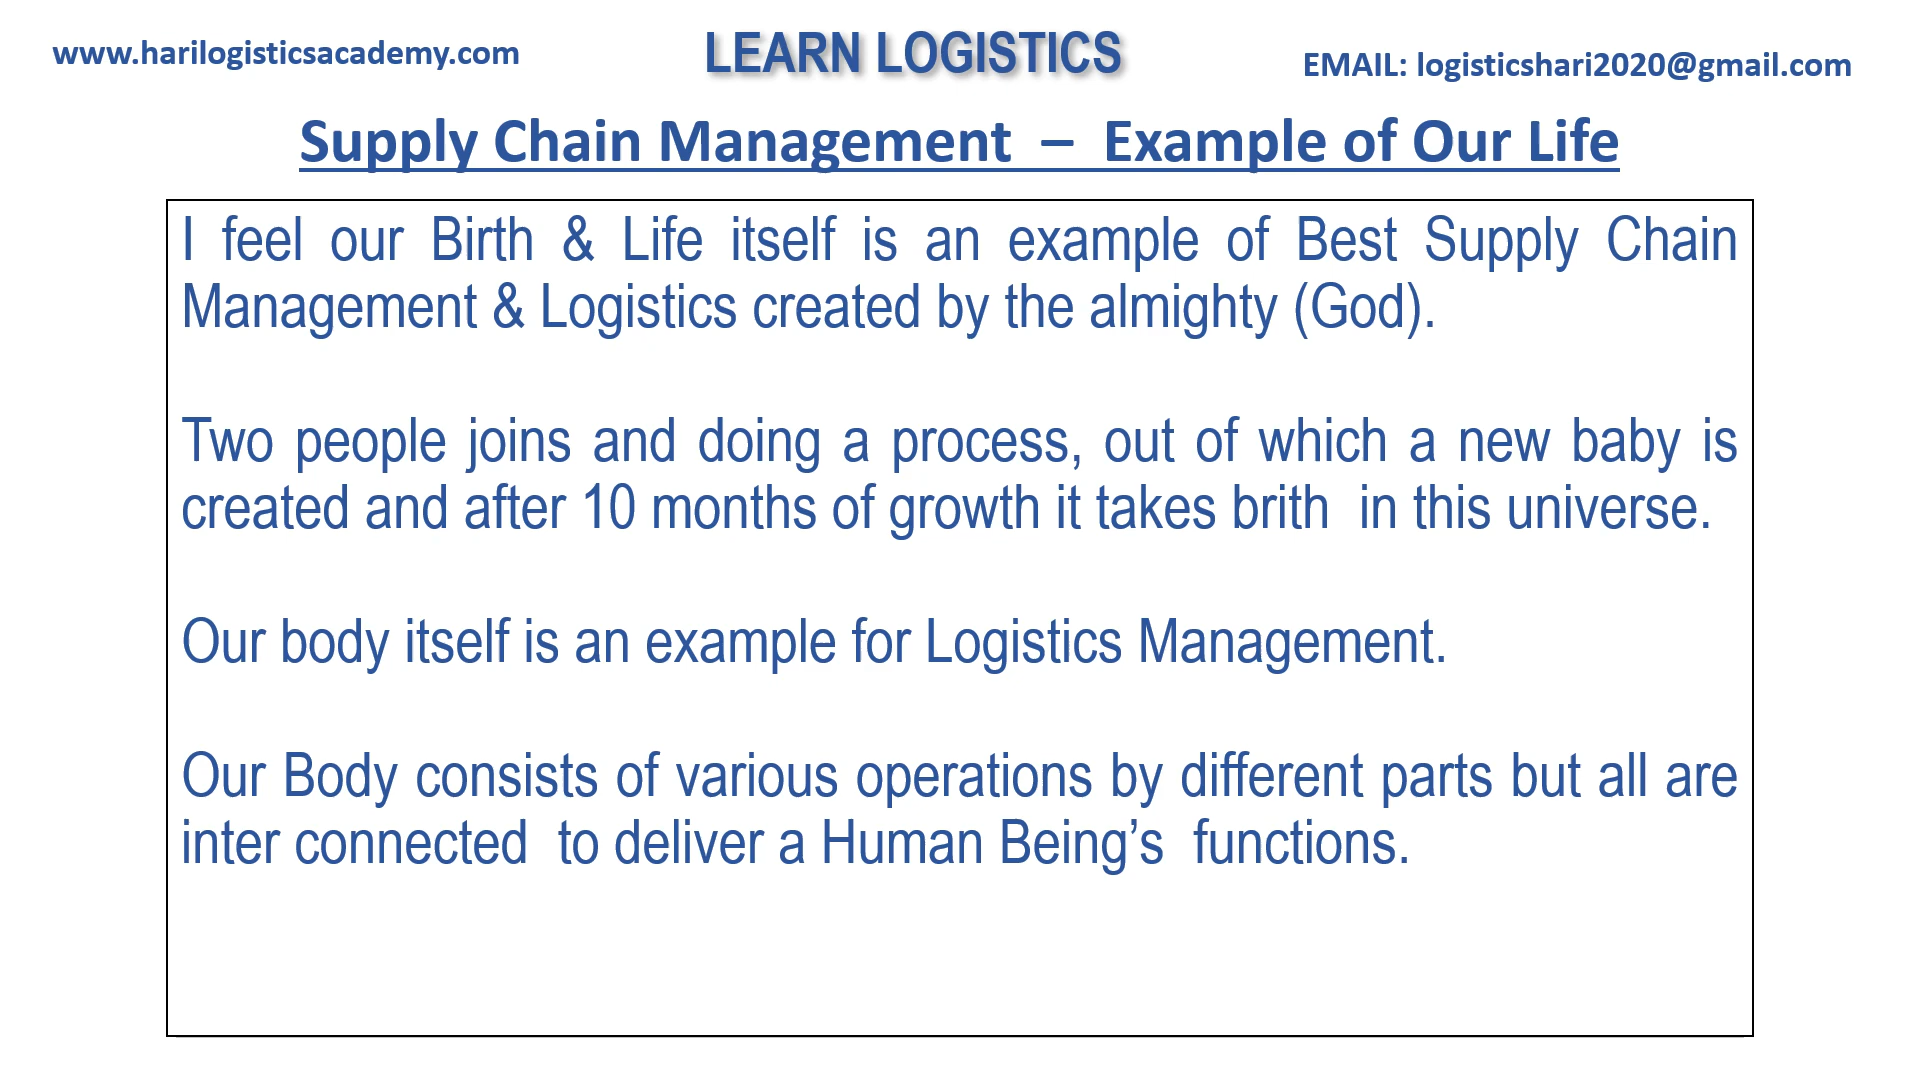 www.harilogisticsacademy.com
LEARN LOGISTICS
EMAIL: logisticshari2020@gmail.com
Supply Chain Management – Example of Our Life
I feel our Birth & Life itself is an example of Best Supply Chain
Management & Logistics created by the almighty (God).
Two people joins and doing a process, out of which a new baby is
created and after 10 months of growth it takes brith in this universe.
Our body itself is an example for Logistics Management.
Our Body consists of various operations by different parts but all are
inter connected to deliver a Human Being’s functions.